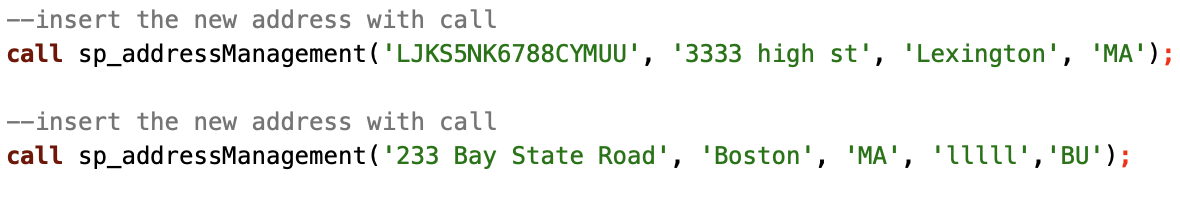 --insert the new address with call
call sp_addressManagement('LJKS5NK6788CYMUU', '3333 high st', 'Lexington', 'MA');
--insert the new address with call
call sp_addressManagement('233 Bay State Road', 'Boston', 'MA', 'lllll','BU');